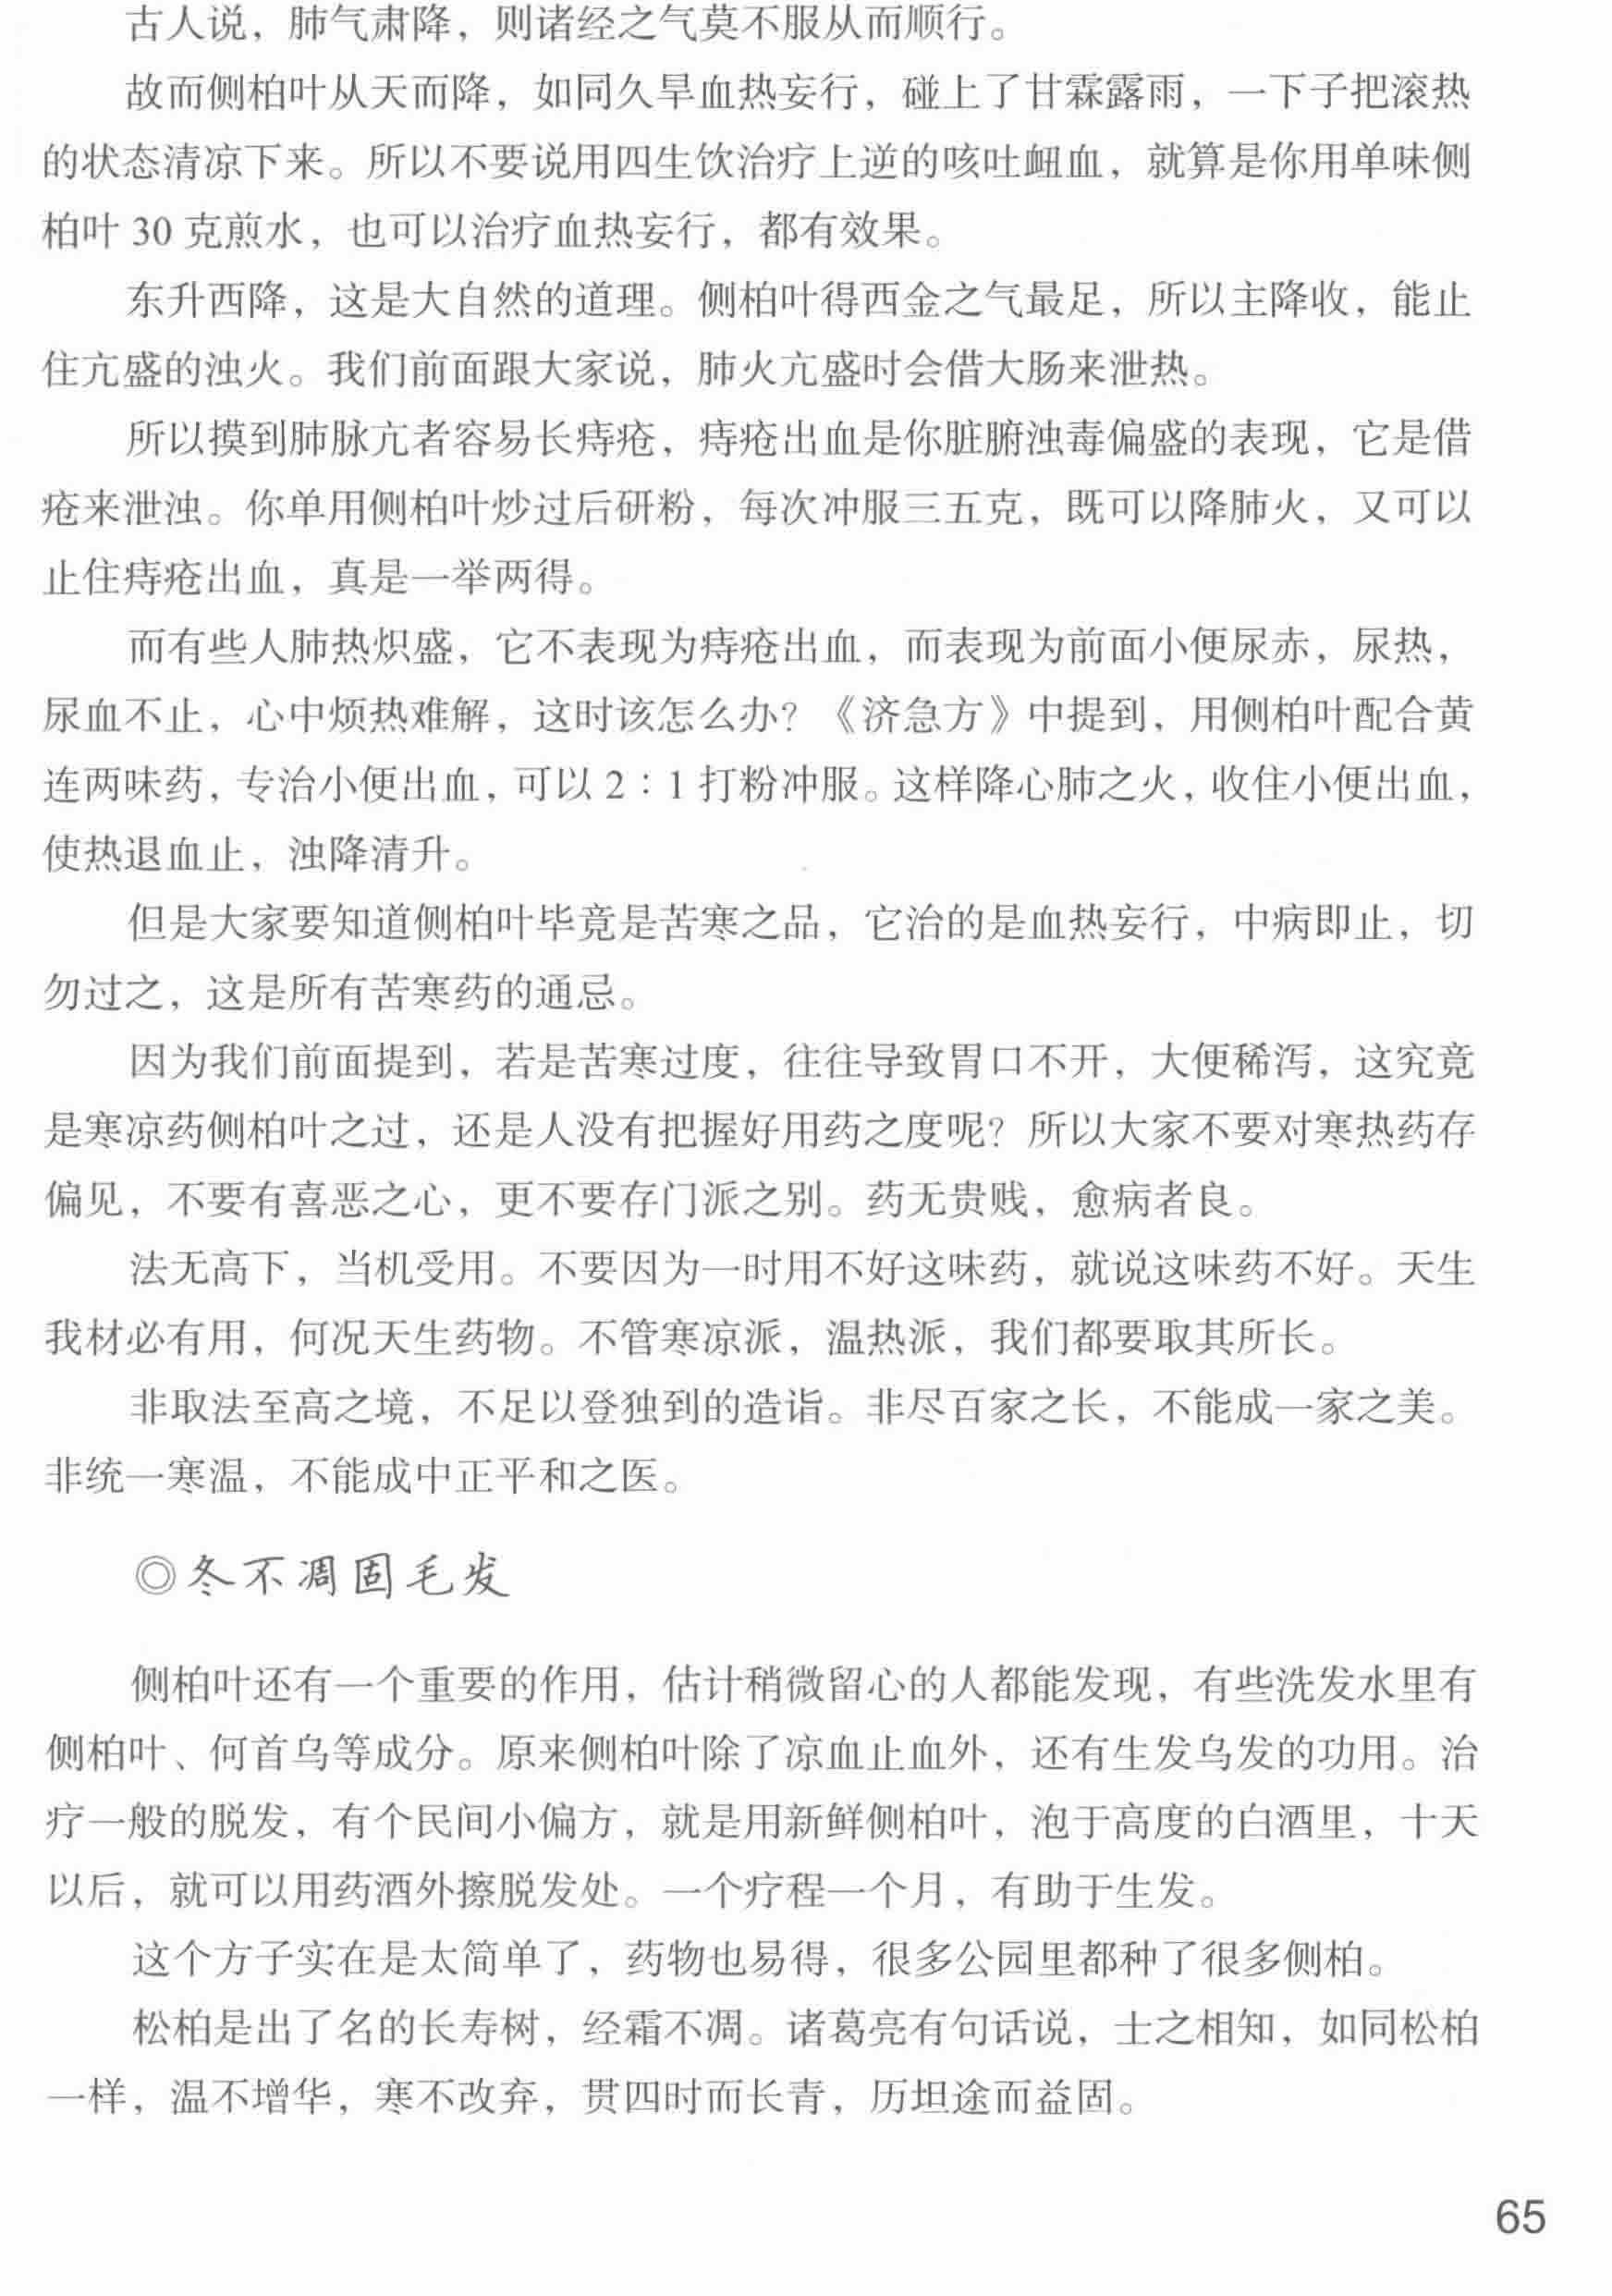 古人说，肺气肃降，则诸经之气莫不服从而顺行。
故而侧柏叶从天而降，如同久旱血热妄行，碰上了甘霖露雨，一下子把滚热
的状态清凉下来。所以不要说用四生饮治疗上逆的咳吐衄血，就算是你用单味侧
柏叶 30 克煎水，也可以治疗血热妄行，都有效果。
东升西降，这是大自然的道理。侧柏叶得西金之气最足，所以主降收，能止
住亢盛的浊火。我们前面跟大家说，肺火亢盛时会借大肠来泄热。
所以摸到肺脉亢者容易长痔疮，痔疮出血是你脏腑浊毒偏盛的表现，它是借
疮来泄浊。你单用侧柏叶炒过后研粉，每次冲服三五克，既可以降肺火，又可以
止住痔疮出血，真是一举两得。
而有些人肺热炽盛，它不表现为痔疮出血，而表现为前面小便尿赤，尿热，
尿血不止，心中烦热难解，这时该怎么办？《济急方》中提到，用侧柏叶配合黄
连两味药，专治小便出血，可以 2∶1 打粉冲服。这样降心肺之火，收住小便出血，
使热退血止，浊降清升。
但是大家要知道侧柏叶毕竟是苦寒之品，它治的是血热妄行，中病即止，切
勿过之，这是所有苦寒药的通忌。
因为我们前面提到，若是苦寒过度，往往导致胃口不开，大便稀泻，这究竟
是寒凉药侧柏叶之过，还是人没有把握好用药之度呢？所以大家不要对寒热药存
偏见，不要有喜恶之心，更不要存门派之别。药无贵贱，愈病者良。
法无高下，当机受用。不要因为一时用不好这味药，就说这味药不好。天生
我材必有用，何况天生药物。不管寒凉派，温热派，我们都要取其所长。
非取法至高之境，不足以登独到的造诣。非尽百家之长，不能成一家之美。
非统一寒温，不能成中正平和之医。
◎冬不凋固毛发
侧柏叶还有一个重要的作用，估计稍微留心的人都能发现，有些洗发水里有
侧柏叶、何首乌等成分。原来侧柏叶除了凉血止血外，还有生发乌发的功用。治
疗一般的脱发，有个民间小偏方，就是用新鲜侧柏叶，泡于高度的白酒里，十天
以后，就可以用药酒外擦脱发处。一个疗程一个月，有助于生发。
这个方子实在是太简单了，药物也易得，很多公园里都种了很多侧柏。
松柏是出了名的长寿树，经霜不凋。诸葛亮有句话说，士之相知，如同松柏
一样，温不增华，寒不改弃，贯四时而长青，历坦途而益固。
65